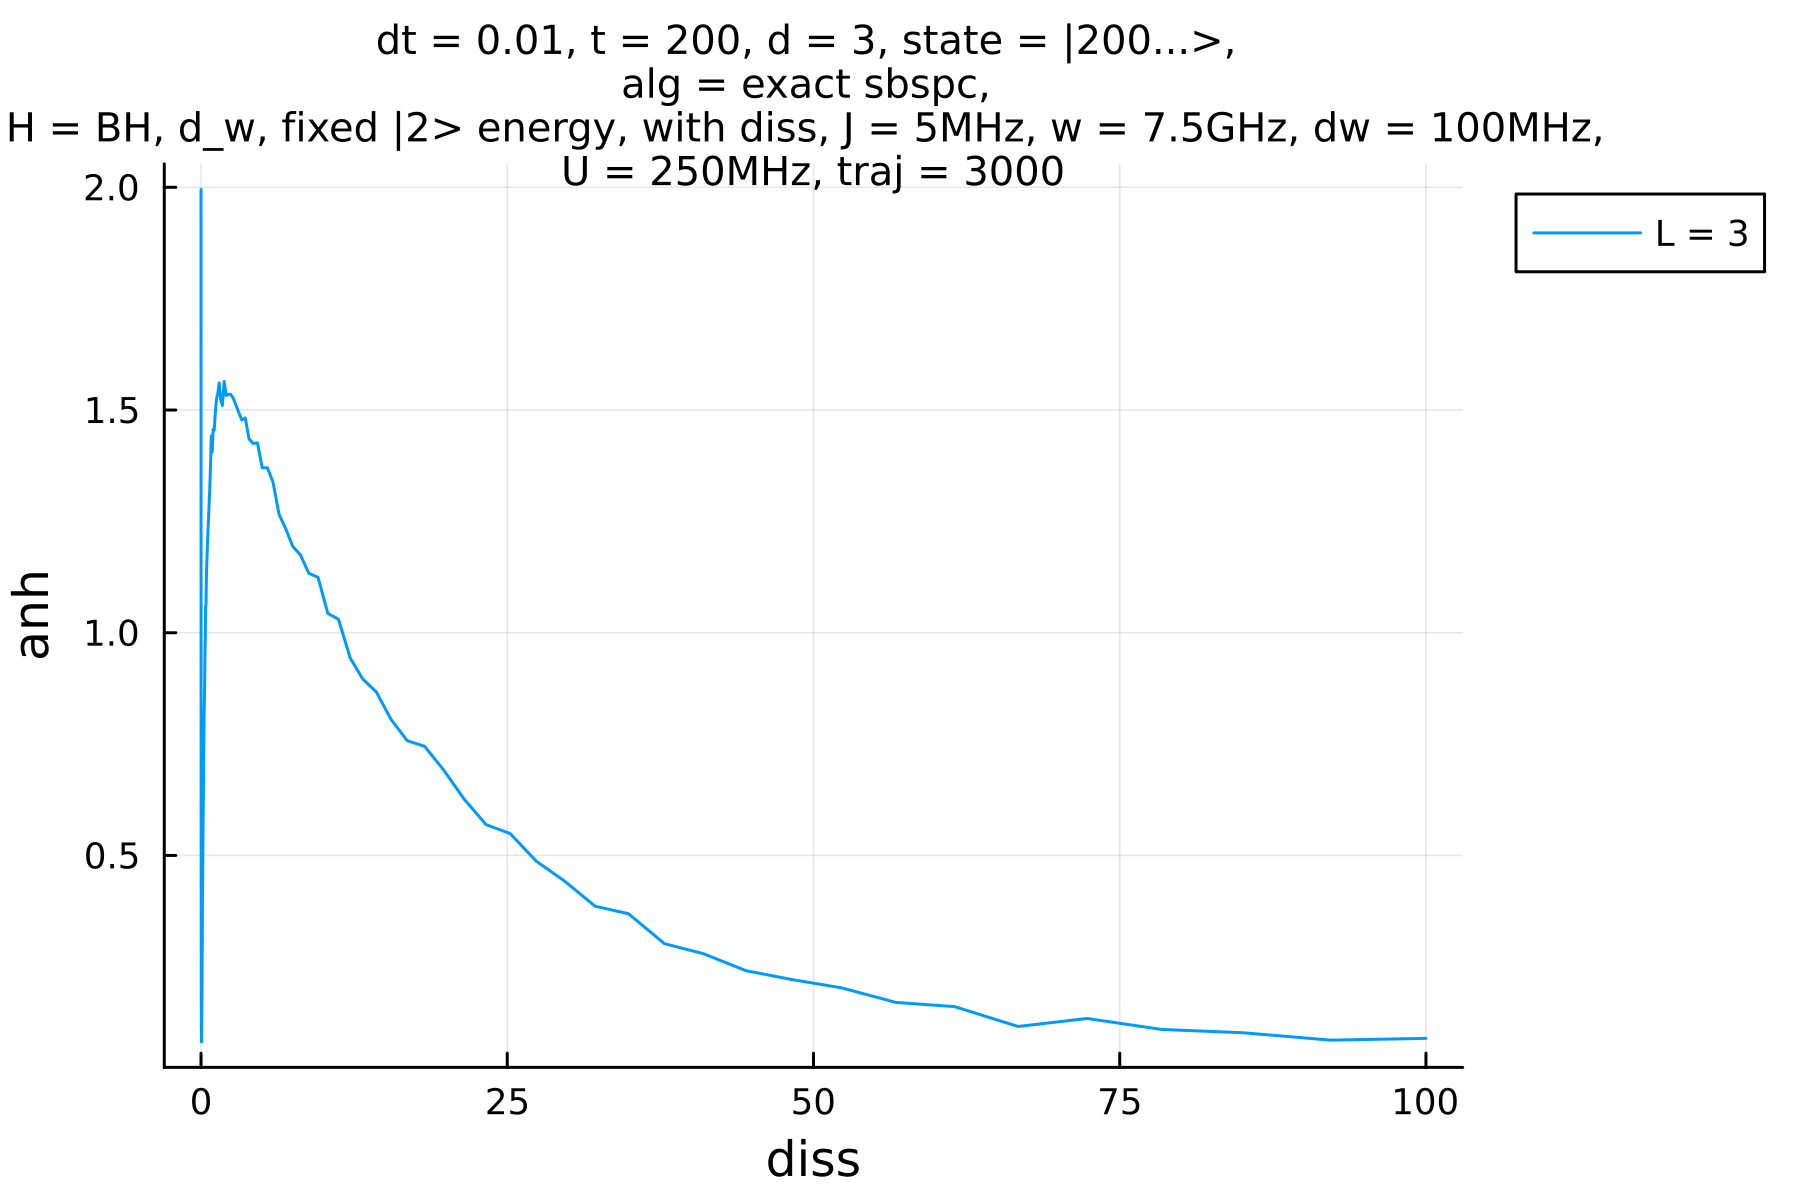 dt = 0.01, t = 200, d = 3, state = |200...>,
alg = exact sbspc,
H = BH, d_w, fixed |2> energy, with diss, J = 5MHz, w = 7.5GHz, dw = 100MHz,
U = 250MHz, traj = 3000
L = 3
2.0
1.5
1.0
0.5
anh
0 25 50 75 100
diss